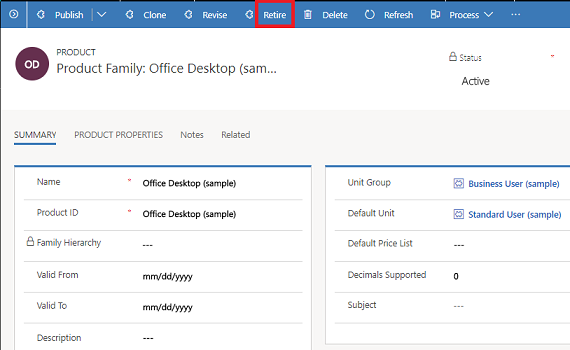 Publish Clone Revise Retire Delete Refresh Process ...
OD
PRODUCT
Product Family: Office Desktop (sam...
Status
Active
SUMMARY PRODUCT PROPERTIES Notes Related
Name * Office Desktop (sample)
Product ID * Office Desktop (sample)
Family Hierarchy ---
Valid From mm/dd/yyyy
Valid To mm/dd/yyyy
Description ---
Unit Group Business User (sample)
Default Unit Standard User (sample)
Default Price List ---
Decimals Supported 0
Subject ---